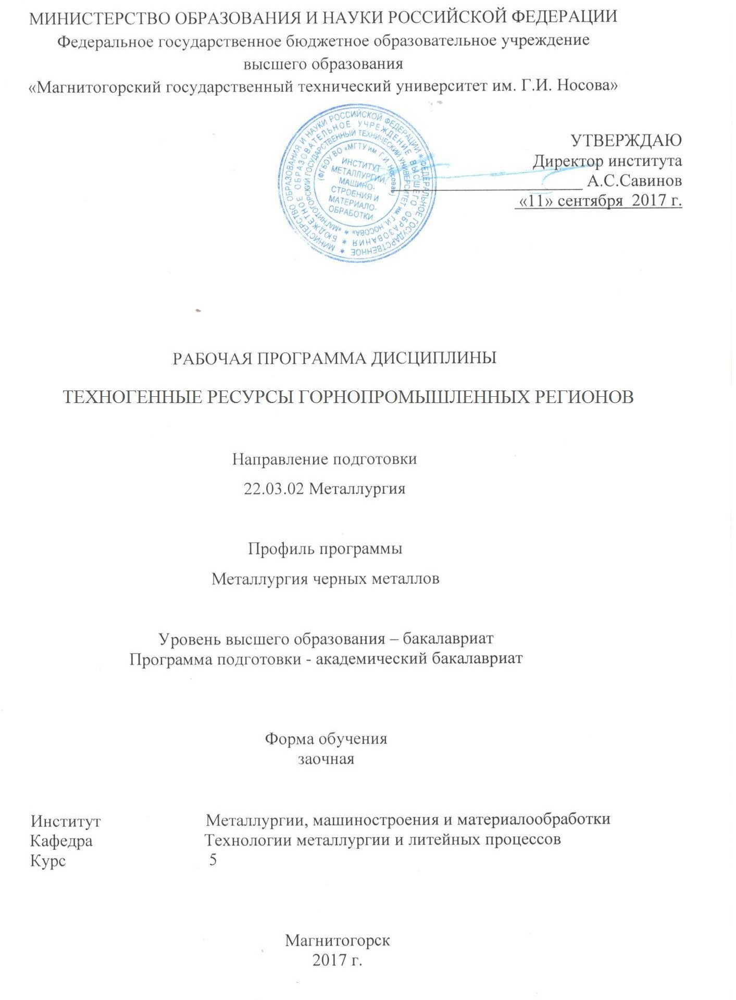 МИНИСТЕРСТВО ОБРАЗОВАНИЯ И НАУКИ РОССИЙСКОЙ ФЕДЕРАЦИИ
Федеральное государственное бюджетное образовательное учреждение
высшего образования
«Магнитогорский государственный технический университет им. Г.И. Носова»
МИНИСТЕРСТВО ОБРАЗОВАНИЯ И НАУКИ РОССИЙСКОЙ ФЕДЕРАЦИИ * ФЕДЕРАЛЬНОЕ ГОСУДАРСТВЕННОЕ *
БЮДЖЕТНОЕ ОБРАЗОВАТЕЛЬНОЕ УЧРЕЖДЕНИЕ ВЫСШЕГО ОБРАЗОВАНИЯ *
«МАГНИТОГОРСКИЙ ГОСУДАРСТВЕННЫЙ ТЕХНИЧЕСКИЙ УНИВЕРСИТЕТ им. Г.И. НОСОВА» *
(ФГБОУ ВО «МГТУ им. Г.И. Носова»)
ИНСТИТУТ
МЕТАЛЛУРГИИ,
МАШИНО-
СТРОЕНИЯ И
МАТЕРИАЛО-
ОБРАБОТКИ
УТВЕРЖДАЮ
Директор института
А.С.Савинов
«11» сентября 2017 г.
РАБОЧАЯ ПРОГРАММА ДИСЦИПЛИНЫ
ТЕХНОГЕННЫЕ РЕСУРСЫ ГОРНОПРОМЫШЛЕННЫХ РЕГИОНОВ
Направление подготовки
22.03.02 Металлургия
Профиль программы
Металлургия черных металлов
Уровень высшего образования – бакалавриат
Программа подготовки - академический бакалавриат
Форма обучения
заочная
Институт Металлургии, машиностроения и материалообработки
Кафедра Технологии металлургии и литейных процессов
Курс 5
Магнитогорск
2017 г.